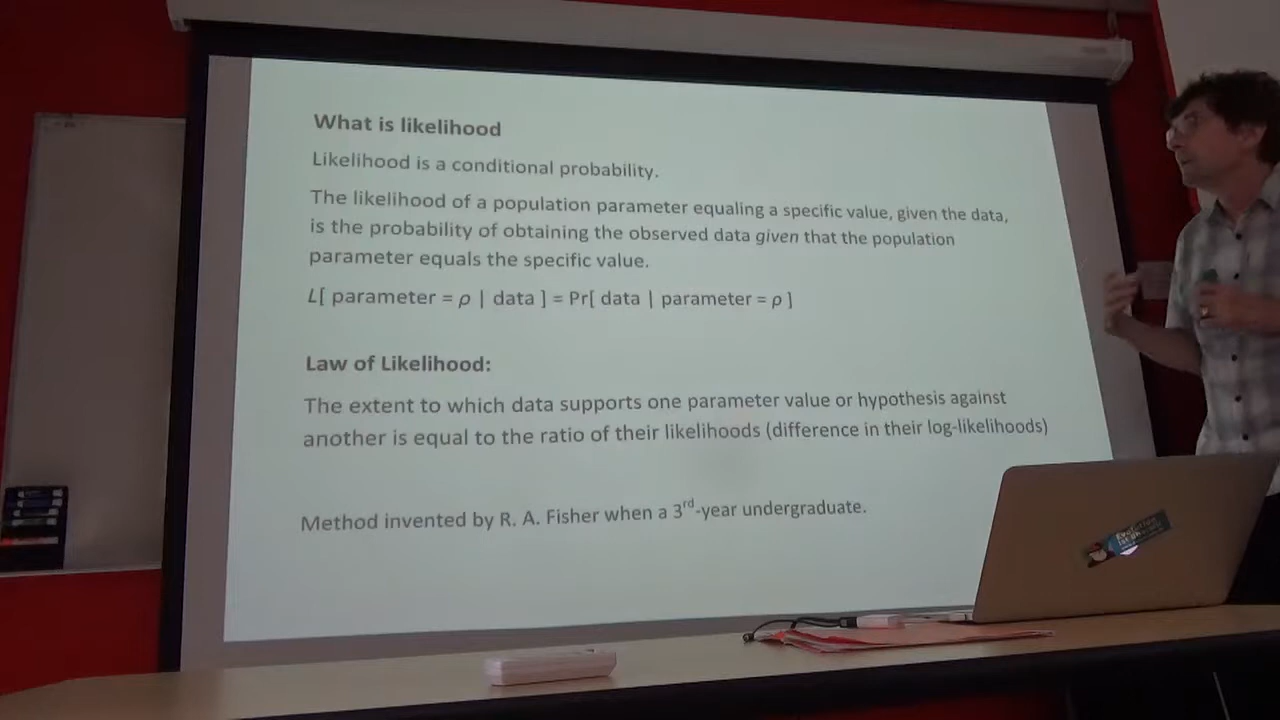 What is likelihood
Likelihood is a conditional probability.
The likelihood of a population parameter equaling a specific value, given the data,
is the probability of obtaining the observed data given that the population
parameter equals the specific value.
L[ parameter = ρ | data ] = Pr[ data | parameter = ρ ]
Law of Likelihood:
The extent to which data supports one parameter value or hypothesis against
another is equal to the ratio of their likelihoods (difference in their log-likelihoods)
Method invented by R. A. Fisher when a 3rd-year undergraduate.